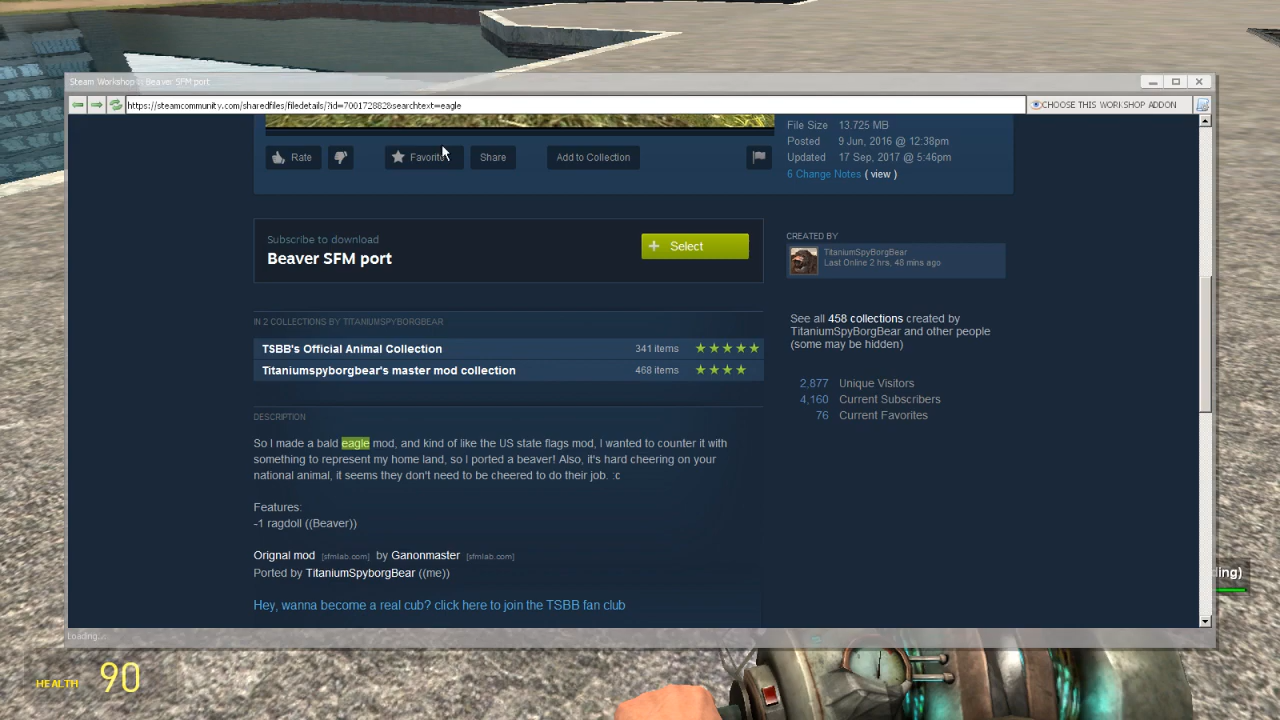 Steam Workshop :: Beaver SFM port
https://steamcommunity.com/sharedfiles/filedetails/?id=700172882&searchtext=eagle
CHOOSE THIS WORKSHOP ADDON
File Size 13.725 MB
Posted 9 Jun, 2016 @ 12:38pm
Updated 17 Sep, 2017 @ 5:46pm
6 Change Notes ( view )
Rate
Favorite
Share
Add to Collection
Subscribe to download
Beaver SFM port
+ Select
CREATED BY
TitaniumSpyBorgBear
Last Online 2 hrs, 48 mins ago
IN 2 COLLECTIONS BY TITANIUMSPYBORGBEAR
TSBB's Official Animal Collection 341 items
Titaniumspyborgbear's master mod collection 468 items
See all 458 collections created by
TitaniumSpyBorgBear and other people
(some may be hidden)
2,877 Unique Visitors
4,160 Current Subscribers
76 Current Favorites
DESCRIPTION
So I made a bald eagle mod, and kind of like the US state flags mod, I wanted to counter it with
something to represent my home land, so I ported a beaver! Also, it's hard cheering on your
national animal, it seems they don't need to be cheered to do their job. :c
Features:
-1 ragdoll ((Beaver))
Orignal mod [sfmlab.com] by Ganonmaster [sfmlab.com]
Ported by TitaniumSpyborgBear ((me))
Hey, wanna become a real cub? click here to join the TSBB fan club
ing)
Loading...
HEALTH 90